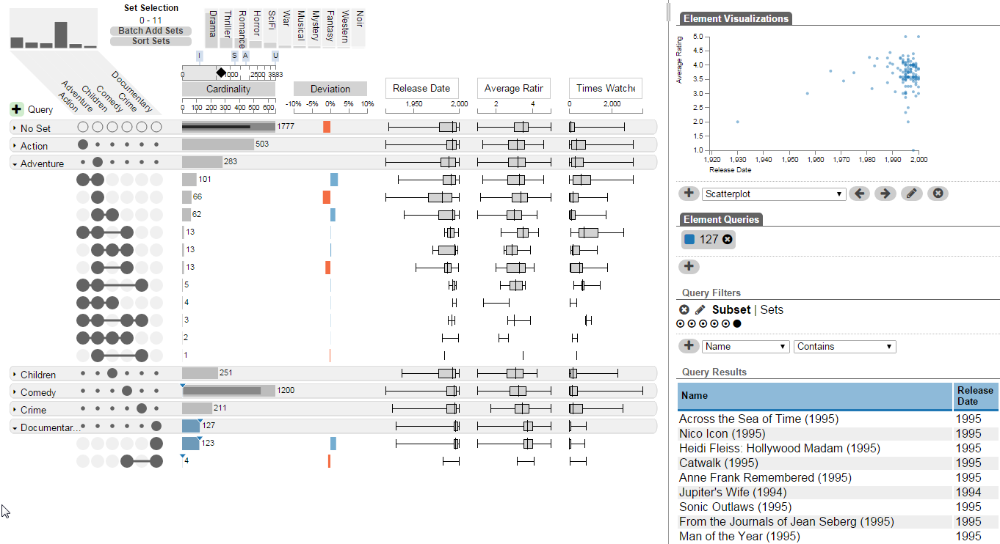 Set Selection
0 - 11
Batch Add Sets
Sort Sets
Drama
Thriller
Romance
Horror
SciFi
War
Musical
Mystery
Fantasy
Western
Noir
I S A U
0 1000 2500 3883
Cardinality
Deviation
Release Date
Average Ratir
Times Watche
Action
Adventure
Children
Comedy
Crime
Documentary
Query
0 100 200 300 400 500 600
-10% -5% 0% 5% 10%
1,950 2,000
2 4
0 2,000
No Set 1777
Action 503
Adventure 283
101
66
62
13
13
13
5
4
3
2
1
Children 251
Comedy 1200
Crime 211
Documentar... 127
123
4
Element Visualizations
Average Rating
5.0
4.5
4.0
3.5
3.0
2.5
2.0
1.5
1.0
1,920 1,930 1,940 1,950 1,960 1,970 1,980 1,990 2,000
Release Date
Scatterplot
Element Queries
127
Query Filters
Subset | Sets
Name Contains
Query Results
Name Release Date
Across the Sea of Time (1995) 1995
Nico Icon (1995) 1995
Heidi Fleiss: Hollywood Madam (1995) 1995
Catwalk (1995) 1995
Anne Frank Remembered (1995) 1995
Jupiter's Wife (1994) 1994
Sonic Outlaws (1995) 1995
From the Journals of Jean Seberg (1995) 1995
Man of the Year (1995) 1995